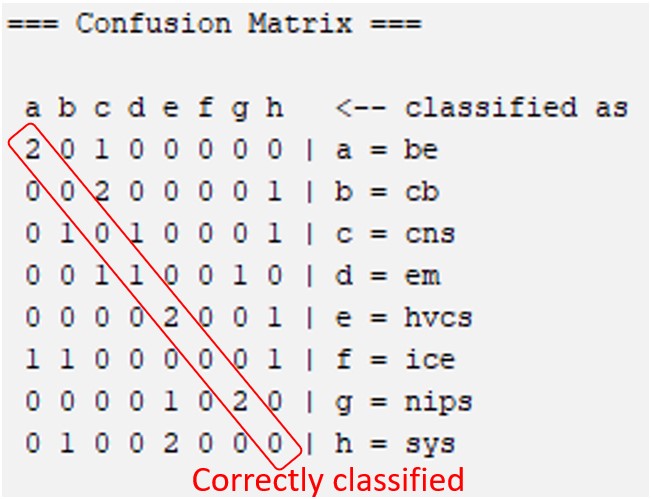 === Confusion Matrix ===
a b c d e f g h <-- classified as
2 0 1 0 0 0 0 0 | a = be
0 0 2 0 0 0 0 1 | b = cb
0 1 0 1 0 0 0 1 | c = cns
0 0 1 1 0 0 1 0 | d = em
0 0 0 0 2 0 0 1 | e = hvcs
1 1 0 0 0 0 0 1 | f = ice
0 0 0 0 1 0 2 0 | g = nips
0 1 0 0 2 0 0 0 | h = sys
Correctly classified